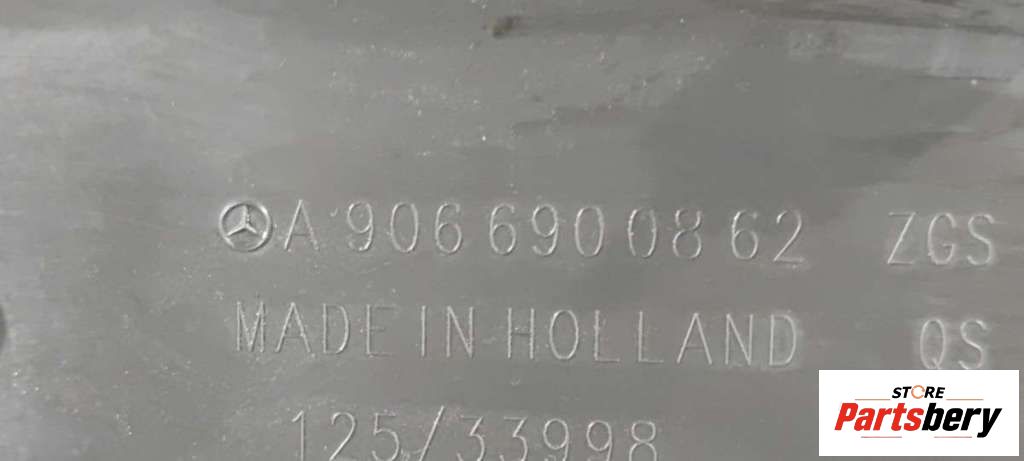 A 906 690 08 62 ZGS
MADE IN HOLLAND QS
125/33998
STORE
Partsbery